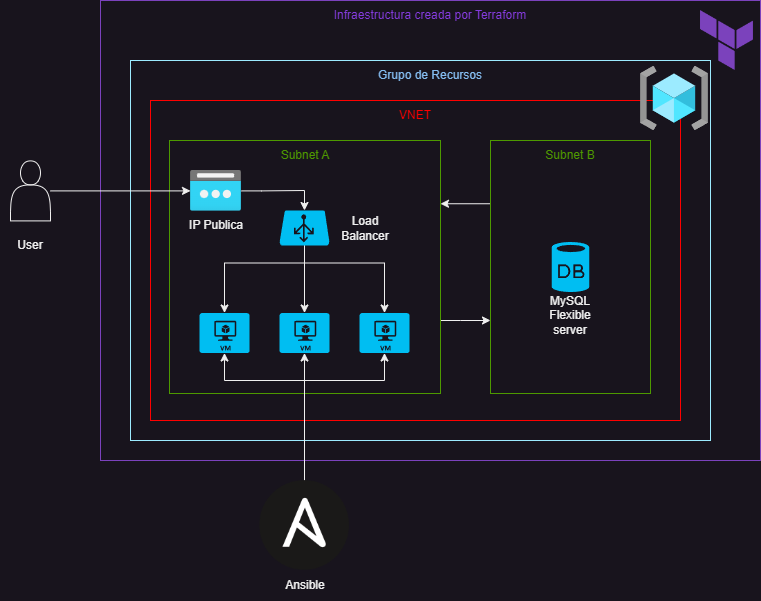 Infraestructura creada por Terraform
Grupo de Recursos
VNET
Subnet A
Subnet B
IP Publica
Load
Balancer
User
DB
MySQL
Flexible
server
VM
VM
VM
Ansible